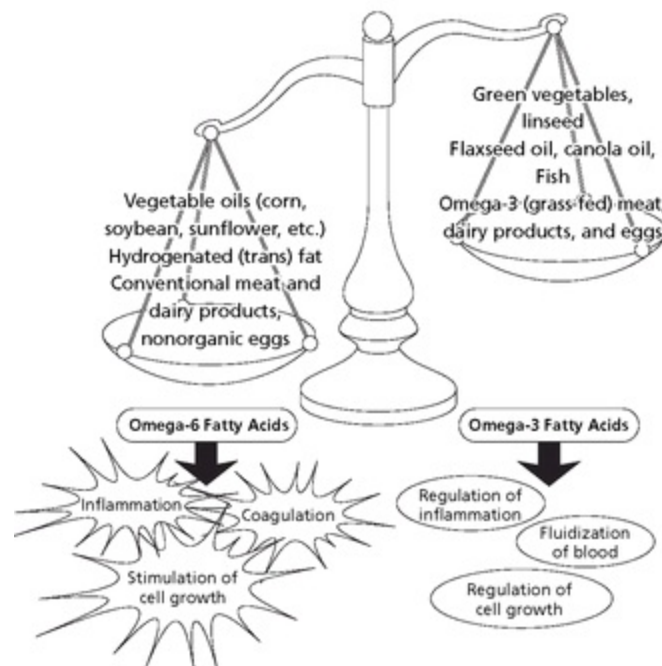 Green vegetables,
linseed
Flaxseed oil, canola oil,
Fish
Omega-3 (grass-fed) meat,
dairy products, and eggs
Vegetable oils (corn,
soybean, sunflower, etc.)
Hydrogenated (trans) fat
Conventional meat and
dairy products,
nonorganic eggs
Omega-6 Fatty Acids
Omega-3 Fatty Acids
Inflammation
Coagulation
Stimulation of
cell growth
Regulation of
inflammation
Fluidization
of blood
Regulation of
cell growth